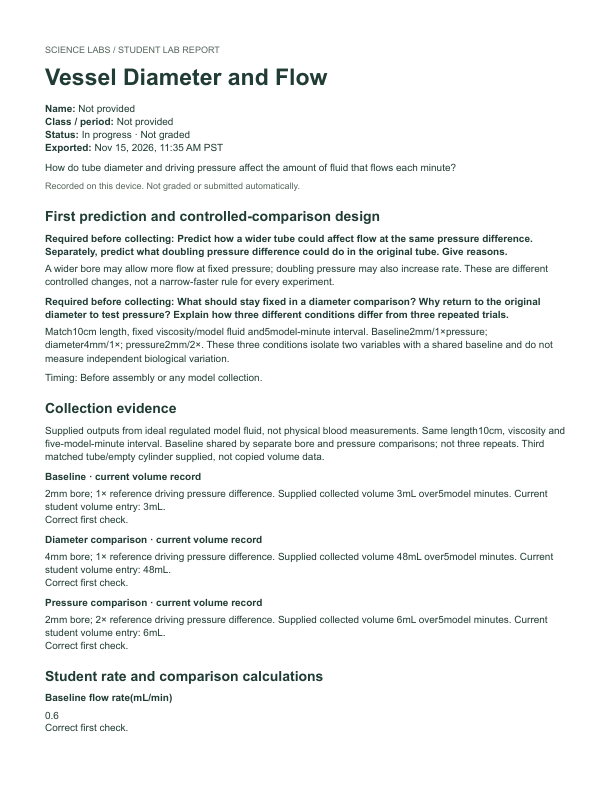 SCIENCE LABS / STUDENT LAB REPORT
Vessel Diameter and Flow
Name: Not provided
Class / period: Not provided
Status: In progress · Not graded
Exported: Nov 15, 2026, 11:35 AM PST
How do tube diameter and driving pressure affect the amount of fluid that flows each minute?
Recorded on this device. Not graded or submitted automatically.
First prediction and controlled-comparison design
Required before collecting: Predict how a wider tube could affect flow at the same pressure difference.
Separately, predict what doubling pressure difference could do in the original tube. Give reasons.
A wider bore may allow more flow at fixed pressure; doubling pressure may also increase rate. These are different
controlled changes, not a narrow-faster rule for every experiment.
Required before collecting: What should stay fixed in a diameter comparison? Why return to the original
diameter to test pressure? Explain how three different conditions differ from three repeated trials.
Match10cm length, fixed viscosity/model fluid and5model-minute interval. Baseline2mm/1×pressure;
diameter4mm/1×; pressure2mm/2×. These three conditions isolate two variables with a shared baseline and do not
measure independent biological variation.
Timing: Before assembly or any model collection.
Collection evidence
Supplied outputs from ideal regulated model fluid, not physical blood measurements. Same length10cm, viscosity and
five-model-minute interval. Baseline shared by separate bore and pressure comparisons; not three repeats. Third
matched tube/empty cylinder supplied, not copied volume data.
Baseline · current volume record
2mm bore; 1× reference driving pressure difference. Supplied collected volume 3mL over5model minutes. Current
student volume entry: 3mL.
Correct first check.
Diameter comparison · current volume record
4mm bore; 1× reference driving pressure difference. Supplied collected volume 48mL over5model minutes. Current
student volume entry: 48mL.
Correct first check.
Pressure comparison · current volume record
2mm bore; 2× reference driving pressure difference. Supplied collected volume 6mL over5model minutes. Current
student volume entry: 6mL.
Correct first check.
Student rate and comparison calculations
Baseline flow rate(mL/min)
0.6
Correct first check.